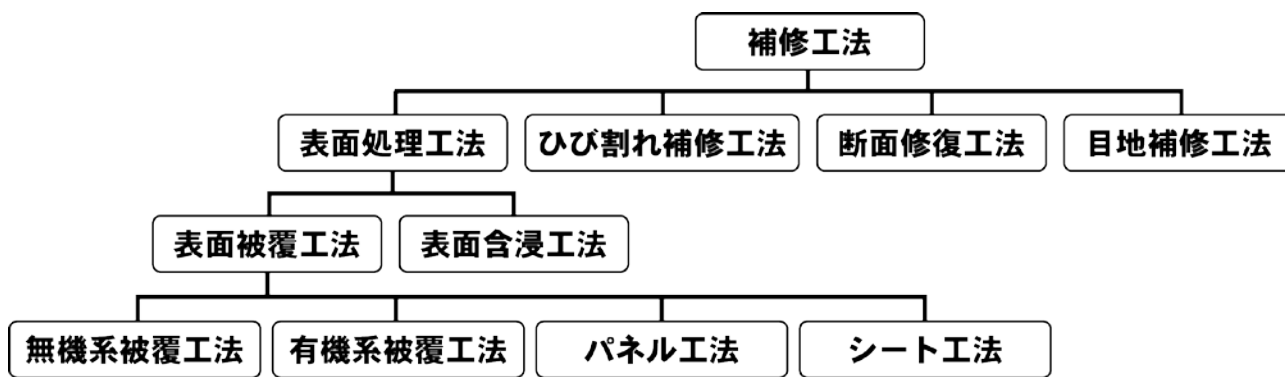 補修工法
表面処理工法
ひび割れ補修工法
断面修復工法
目地補修工法
表面被覆工法
表面含浸工法
無機系被覆工法
有機系被覆工法
パネル工法
シート工法